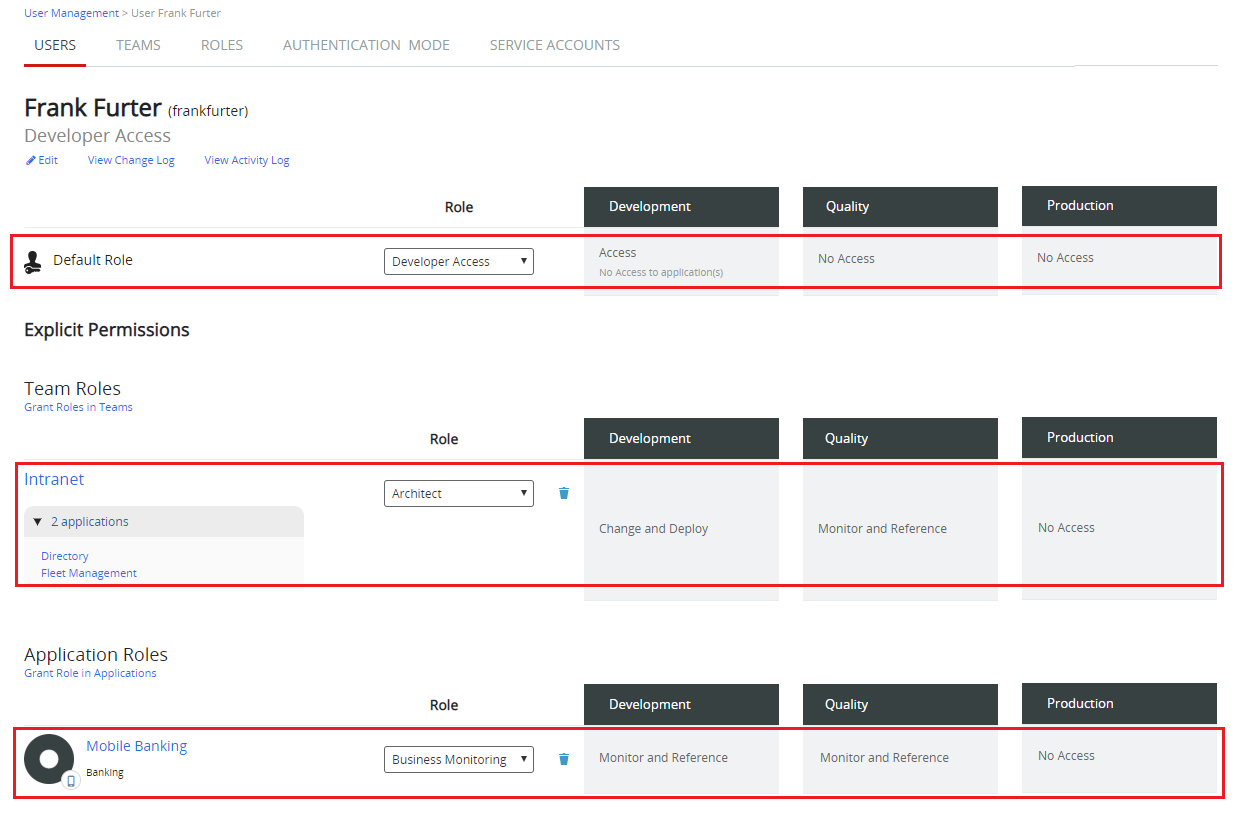 User Management > User Frank Furter
USERS TEAMS ROLES AUTHENTICATION MODE SERVICE ACCOUNTS
Frank Furter (frankfurter)
Developer Access
Edit View Change Log View Activity Log
Role Development Quality Production
Default Role Developer Access Access No Access No Access
No Access to application(s)
Explicit Permissions
Team Roles
Grant Roles in Teams
Role Development Quality Production
Intranet
Architect
2 applications
Change and Deploy Monitor and Reference No Access
Directory
Fleet Management
Application Roles
Grant Role in Applications
Role Development Quality Production
Mobile Banking Business Monitoring Monitor and Reference Monitor and Reference No Access
Banking